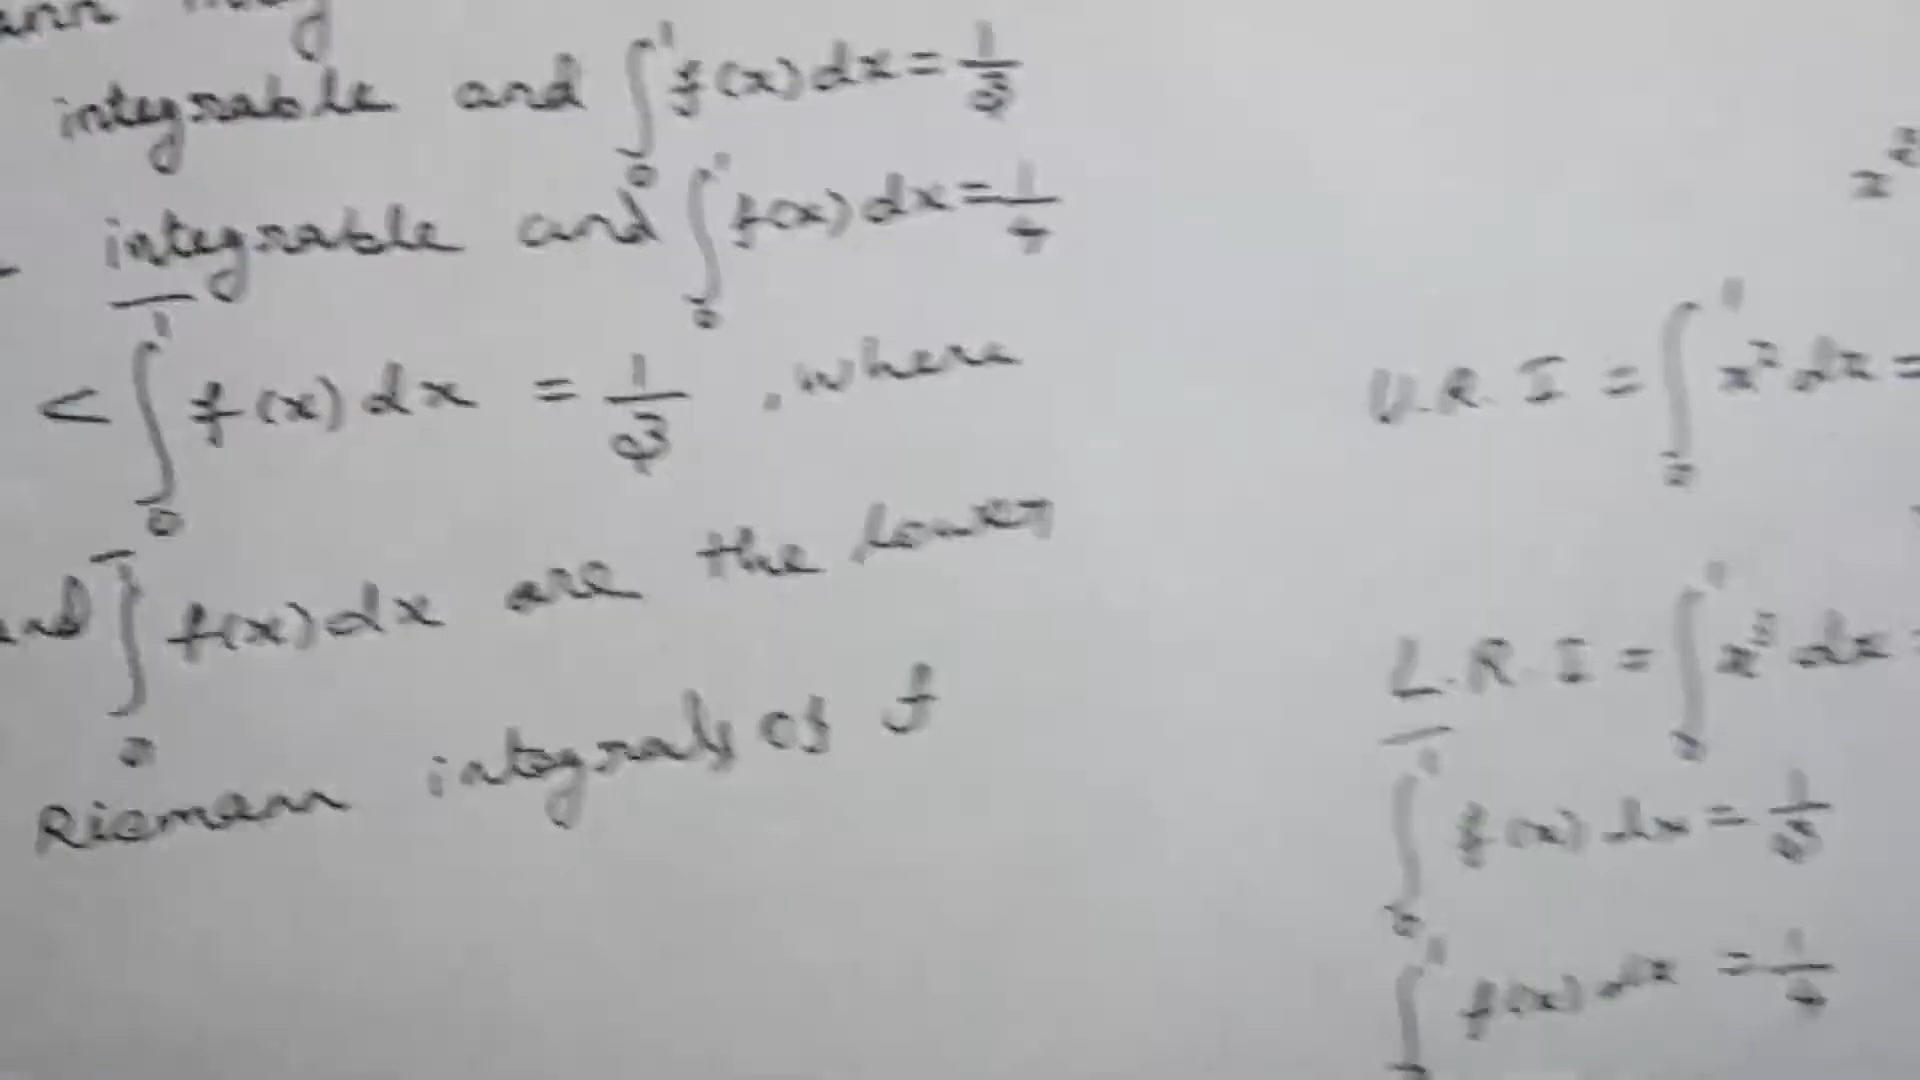 integrable and ∫₀¹ f(x) dx = 1/3
integrable and ∫₀¹ f(x) dx = 1/4
< ∫₀¹ f(x) dx = 1/3 , where
and ∫₀¹ f(x) dx are the lower
Riemann integrals of f
U.R.I = ∫₀¹ x² dx =
L.R.I = ∫₀¹ x³ dx =
∫₀¹ f(x) dx = 1/3
∫₀¹ f(x) dx = 1/4